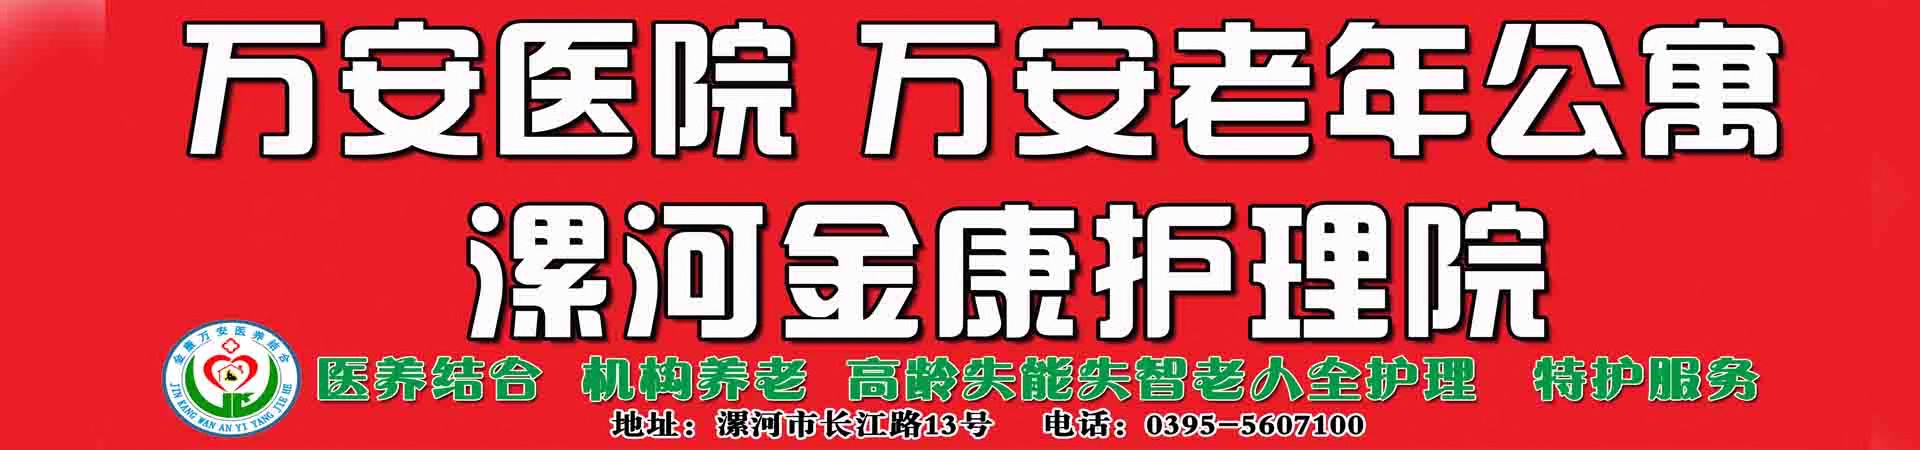 万安医院 万安老年公寓
漯河金康护理院
金康万安医养结合
JIN KANG WAN AN YI YANG JIE HE
医养结合 机构养老 高龄失能失智老人全护理 特护服务
地址：漯河市长江路13号 电话：0395-5607100